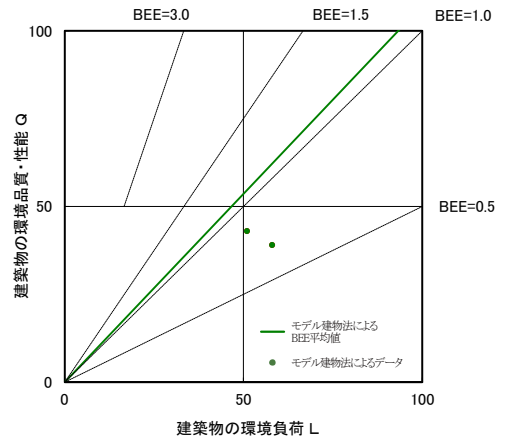 BEE=3.0
BEE=1.5
BEE=1.0
100
建築物の環境品質・性能 Q
50
BEE=0.5
モデル建物法による
BEE平均値
モデル建物法によるデータ
0
0
50
100
建築物の環境負荷 L